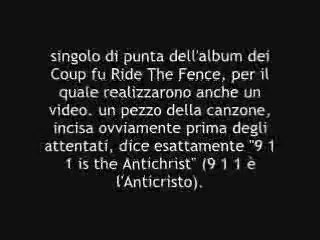 singolo di punta dell'album dei
Coup fu Ride The Fence, per il
quale realizzarono anche un
video. un pezzo della canzone,
incisa ovviamente prima degli
attentati, dice esattamente "9 1
1 is the Antichrist" (9 1 1 è
l'Anticristo).